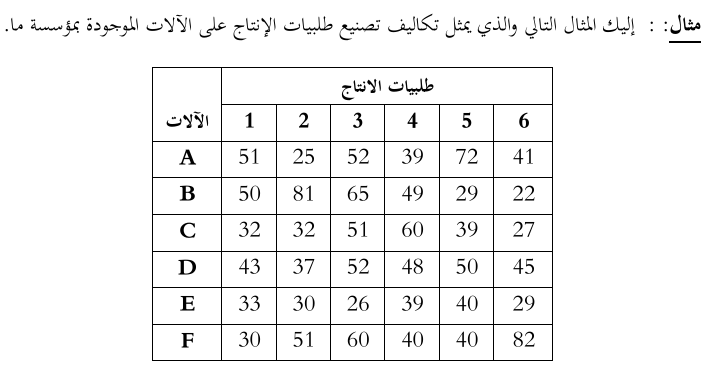 مثال: : إليك المثال التالي والذي يمثل تكاليف تصنيع طلبيات الإنتاج على الآلات الموجودة بمؤسسة ما.
طلبيات الانتاج
الآلات 1 2 3 4 5 6
A 51 25 52 39 72 41
B 50 81 65 49 29 22
C 32 32 51 60 39 27
D 43 37 52 48 50 45
E 33 30 26 39 40 29
F 30 51 60 40 40 82